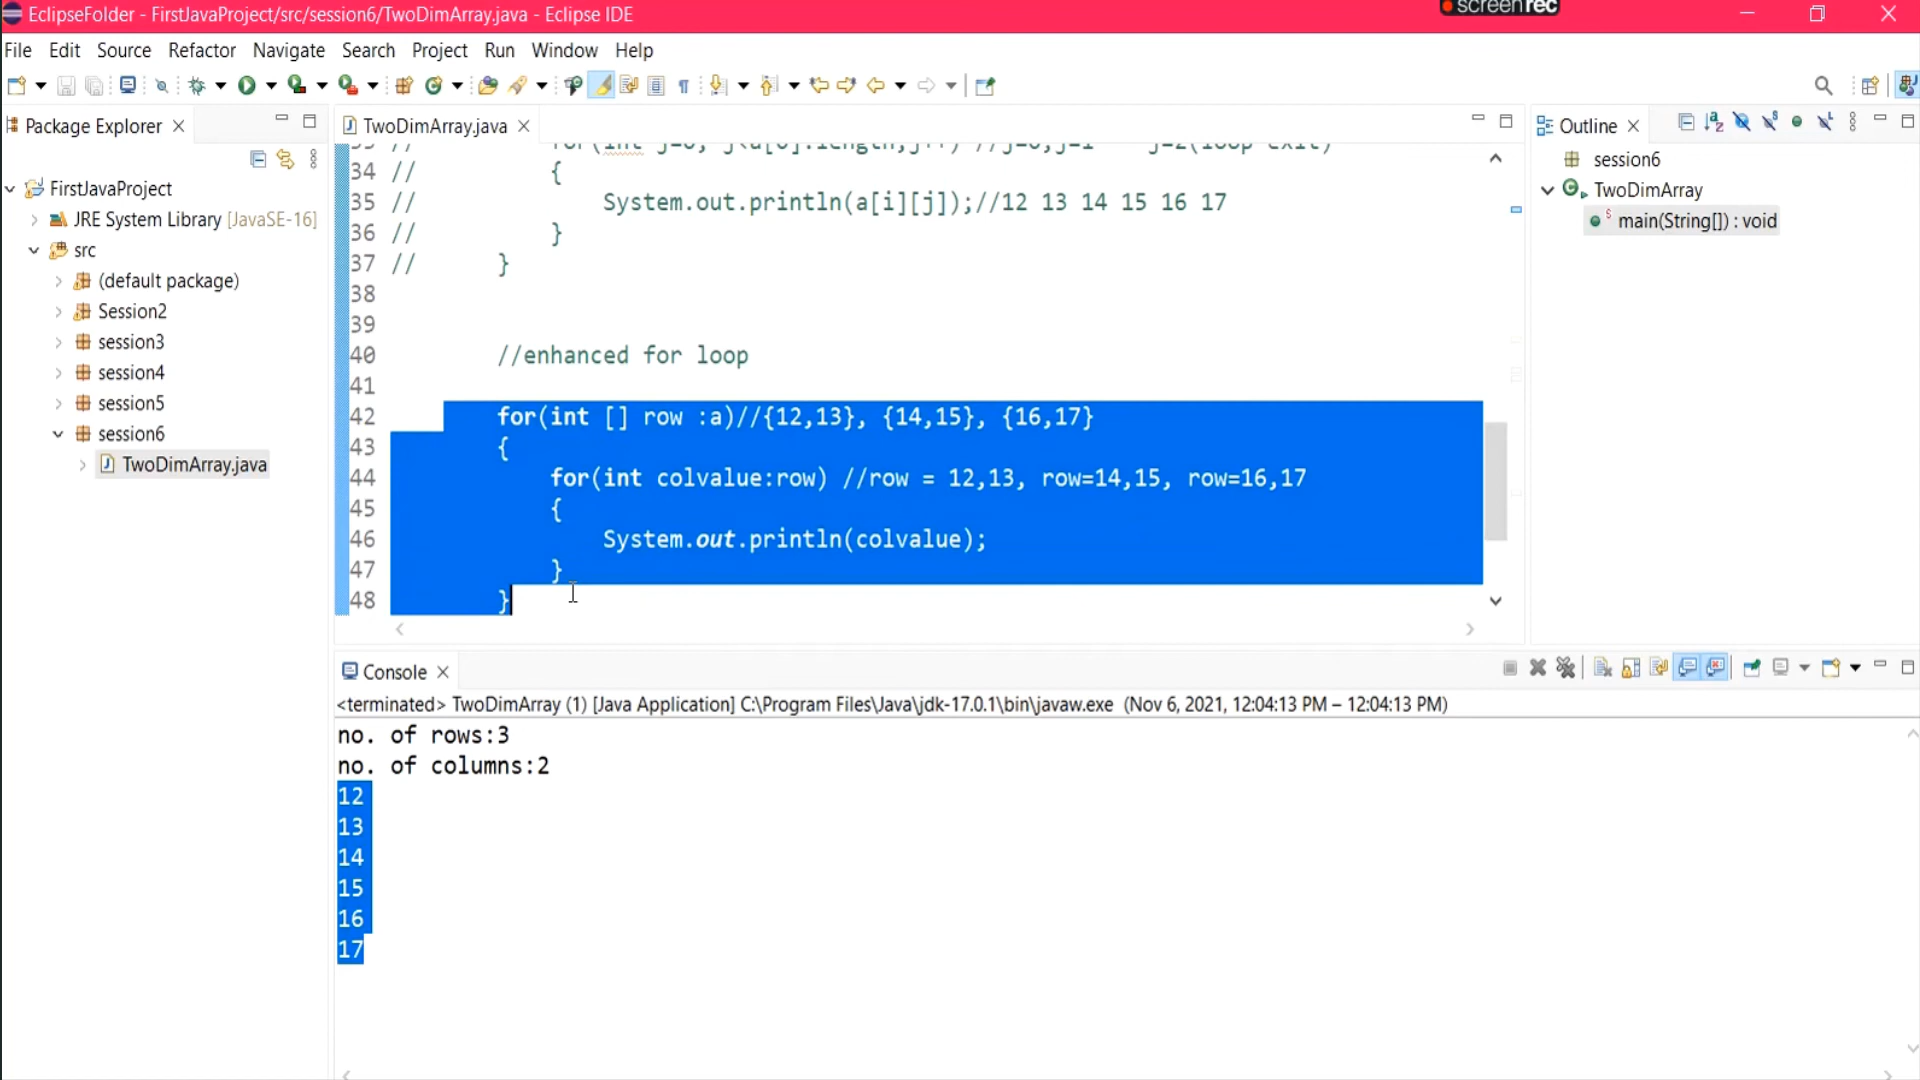 EclipseFolder - FirstJavaProject/src/session6/TwoDimArray.java - Eclipse IDE
screenrec
File Edit Source Refactor Navigate Search Project Run Window Help
Package Explorer
FirstJavaProject
JRE System Library [JavaSE-16]
src
(default package)
Session2
session3
session4
session5
session6
TwoDimArray.java
TwoDimArray.java
34 // {
35 // System.out.println(a[i][j]);//12 13 14 15 16 17
36 // }
37 // }
38
39
40 //enhanced for loop
41
42 for(int [] row :a)//{12,13}, {14,15}, {16,17}
43 {
44 for(int colvalue:row) //row = 12,13, row=14,15, row=16,17
45 {
46 System.out.println(colvalue);
47 }
48 }
Outline
session6
TwoDimArray
main(String[]) : void
Console
<terminated> TwoDimArray (1) [Java Application] C:\Program Files\Java\jdk-17.0.1\bin\javaw.exe (Nov 6, 2021, 12:04:13 PM – 12:04:13 PM)
no. of rows:3
no. of columns:2
12
13
14
15
16
17